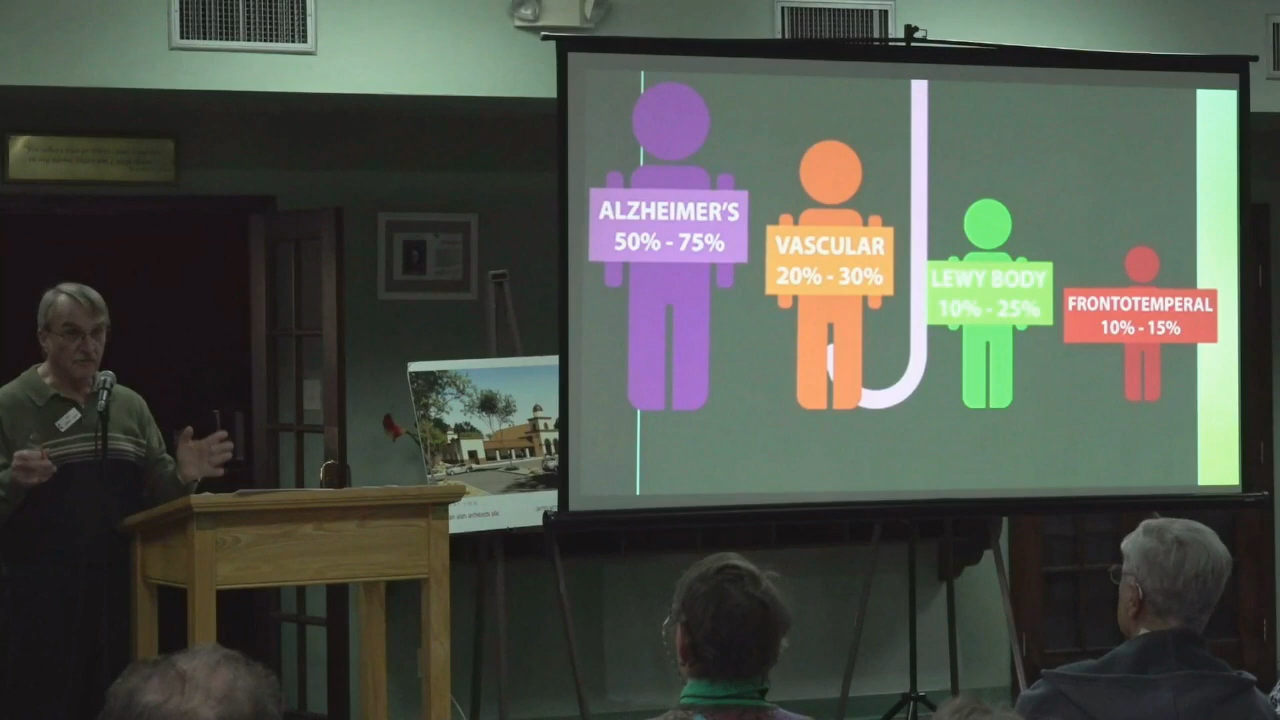 ALZHEIMER'S
50% - 75%
VASCULAR
20% - 30%
LEWY BODY
10% - 25%
FRONTOTEMPERAL
10% - 15%